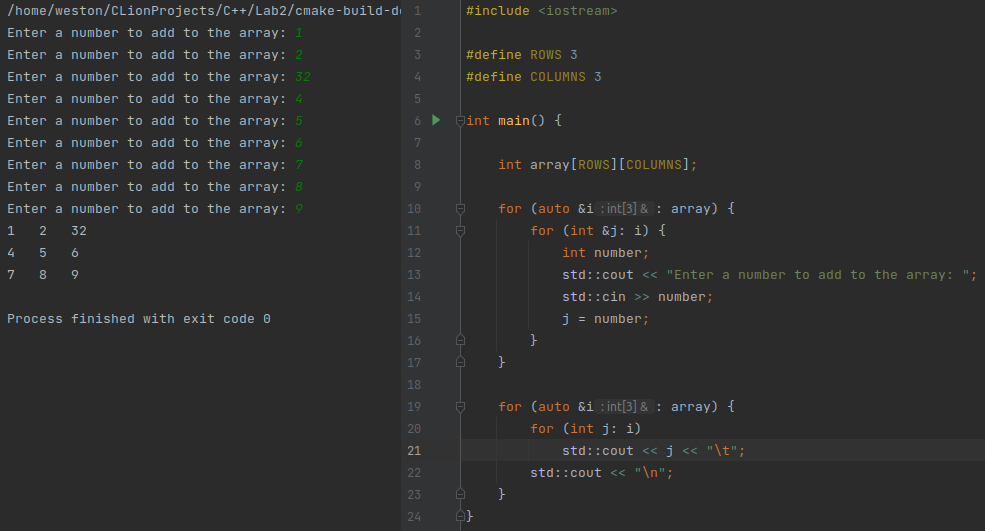 /home/weston/CLionProjects/C++/Lab2/cmake-build-de
Enter a number to add to the array: 1
Enter a number to add to the array: 2
Enter a number to add to the array: 32
Enter a number to add to the array: 4
Enter a number to add to the array: 5
Enter a number to add to the array: 6
Enter a number to add to the array: 7
Enter a number to add to the array: 8
Enter a number to add to the array: 9
1 2 32
4 5 6
7 8 9
Process finished with exit code 0
1 #include <iostream>
2
3 #define ROWS 3
4 #define COLUMNS 3
5
6 int main() {
7
8 int array[ROWS][COLUMNS];
9
10 for (auto &i : int[3] & : array) {
11 for (int &j: i) {
12 int number;
13 std::cout << "Enter a number to add to the array: ";
14 std::cin >> number;
15 j = number;
16 }
17 }
18
19 for (auto &i : int[3] & : array) {
20 for (int j: i)
21 std::cout << j << "\t";
22 std::cout << "\n";
23 }
24 }